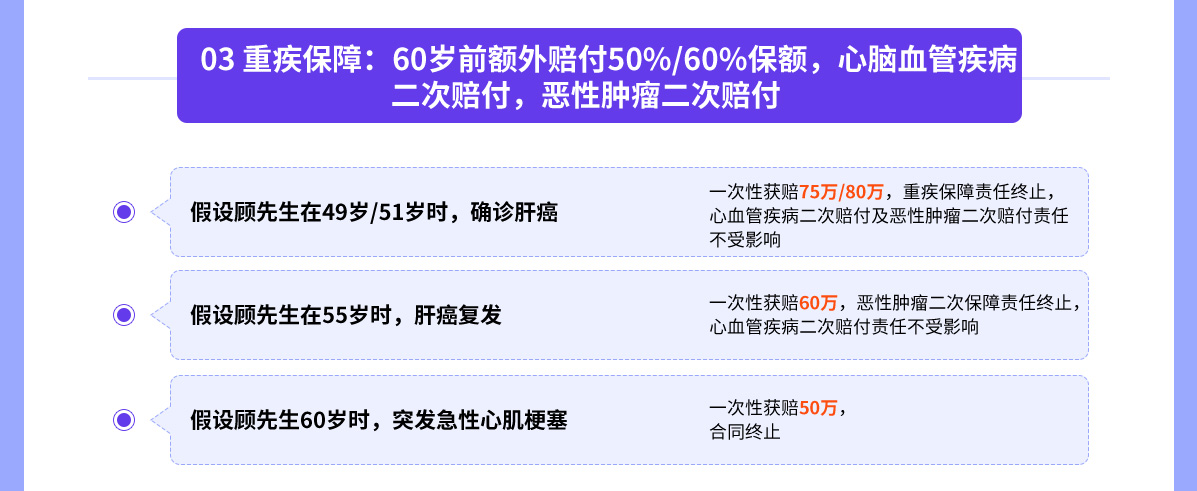 03 重疾保障：60岁前额外赔付50%/60%保额，心脑血管疾病
二次赔付，恶性肿瘤二次赔付
假设顾先生在49岁/51岁时，确诊肝癌
一次性获赔75万/80万，重疾保障责任终止，
心血管疾病二次赔付及恶性肿瘤二次赔付责任
不受影响
假设顾先生在55岁时，肝癌复发
一次性获赔60万，恶性肿瘤二次保障责任终止，
心血管疾病二次赔付责任不受影响
假设顾先生60岁时，突发急性心肌梗塞
一次性获赔50万，
合同终止